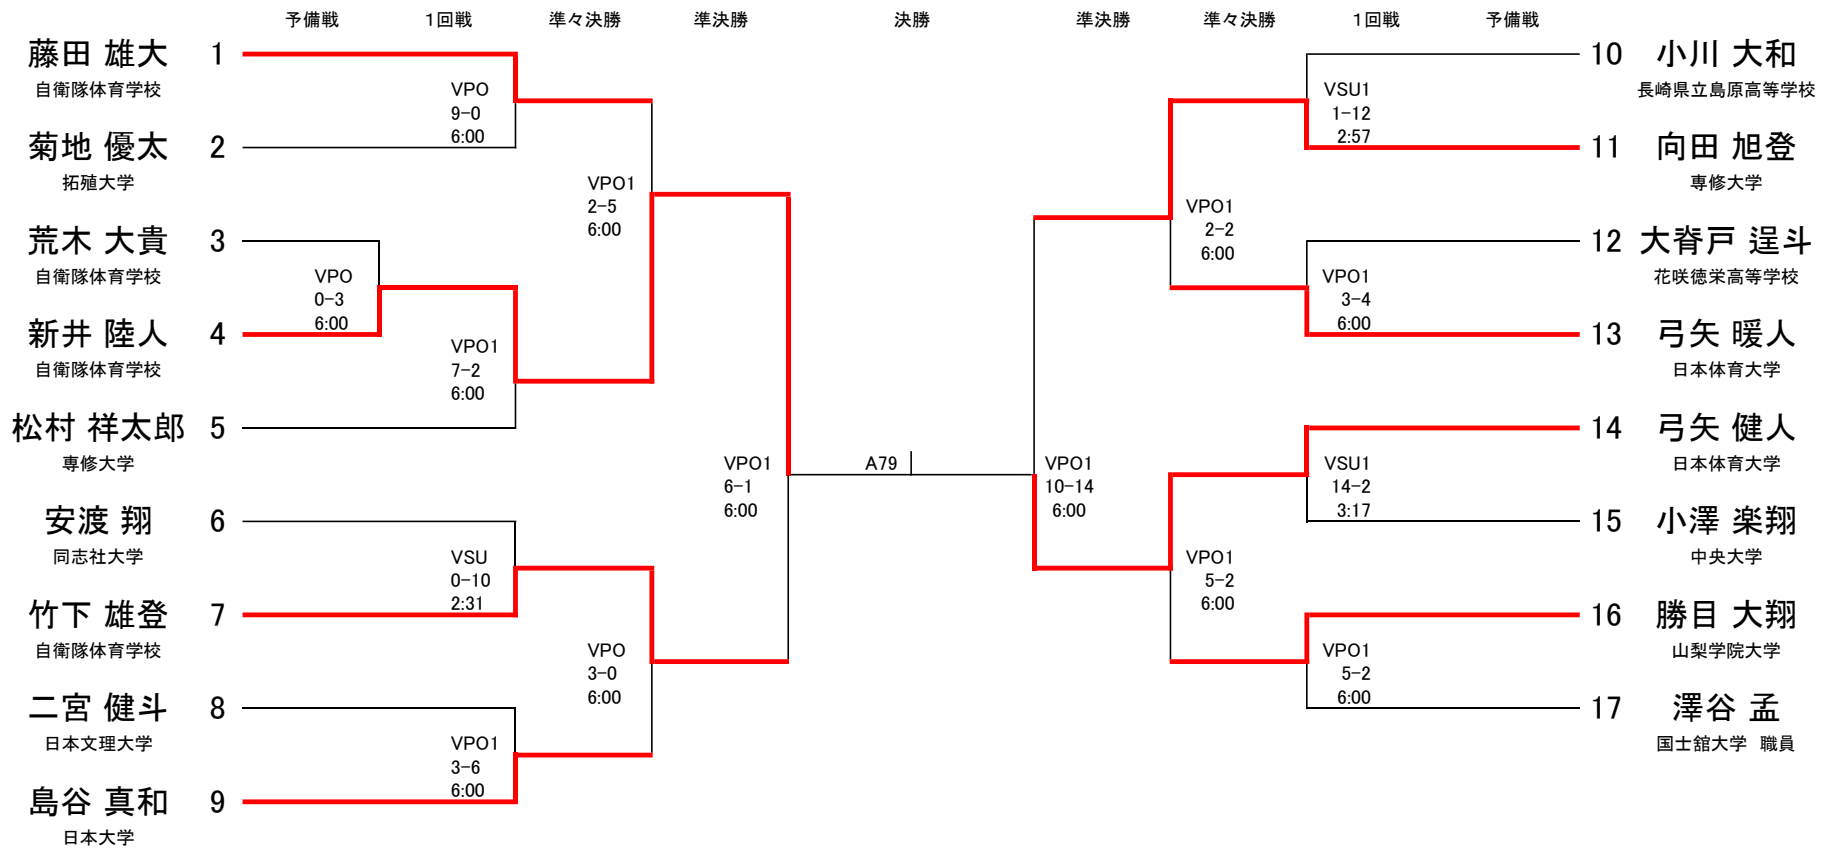 予備戦 1回戦 準々決勝 準決勝 決勝 準決勝 準々決勝 1回戦 予備戦
藤田 雄大 1
自衛隊体育学校
VPO
9-0
6:00
菊地 優太 2
拓殖大学
VPO1
2-5
6:00
荒木 大貴 3
自衛隊体育学校
VPO
0-3
6:00
新井 陸人 4
自衛隊体育学校
VPO1
7-2
6:00
松村 祥太郎 5
専修大学
VPO1
6-1
6:00
安渡 翔 6
同志社大学
VSU
0-10
2:31
竹下 雄登 7
自衛隊体育学校
VPO
3-0
6:00
二宮 健斗 8
日本文理大学
VPO1
3-6
6:00
島谷 真和 9
日本大学
A79
10 小川 大和
長崎県立島原高等学校
VSU1
1-12
2:57
11 向田 旭登
専修大学
VPO1
2-2
6:00
12 大脊戸 逞斗
花咲徳栄高等学校
VPO1
3-4
6:00
13 弓矢 暖人
日本体育大学
VPO1
10-14
6:00
14 弓矢 健人
日本体育大学
VSU1
14-2
3:17
15 小澤 楽翔
中央大学
VPO1
5-2
6:00
16 勝目 大翔
山梨学院大学
VPO1
5-2
6:00
17 澤谷 孟
国士舘大学 職員